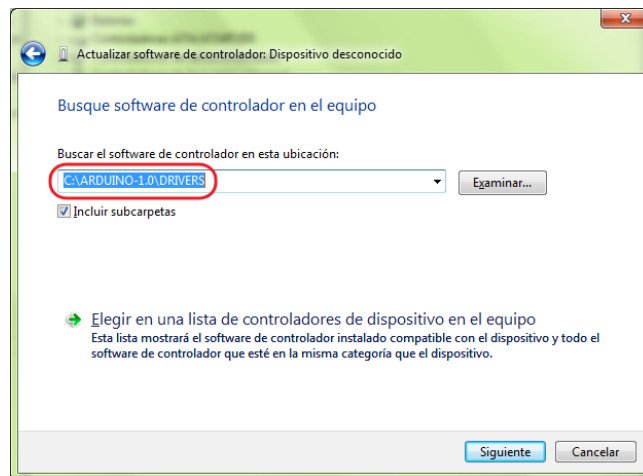 Actualizar software de controlador: Dispositivo desconocido
Busque software de controlador en el equipo
Buscar el software de controlador en esta ubicación:
C:\ARDUINO-1.0\DRIVERS
Examinar...
Incluir subcarpetas
Elegir en una lista de controladores de dispositivo en el equipo
Esta lista mostrará el software de controlador instalado compatible con el dispositivo y todo el
software de controlador que esté en la misma categoría que el dispositivo.
Siguiente
Cancelar